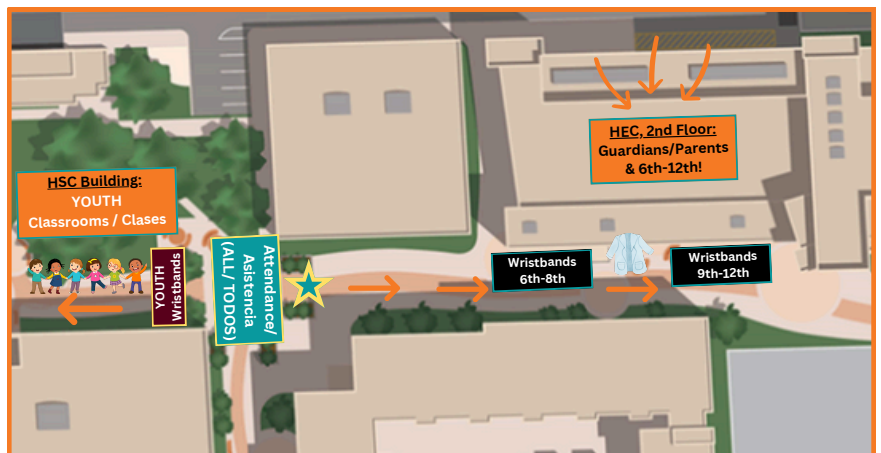 HEC, 2nd Floor:
Guardians/Parents
& 6th-12th!
HSC Building:
YOUTH
Classrooms / Clases
YOUTH
Wristbands
Attendance/
Asistencia
(ALL/ TODOS)
Wristbands
6th-8th
Wristbands
9th-12th